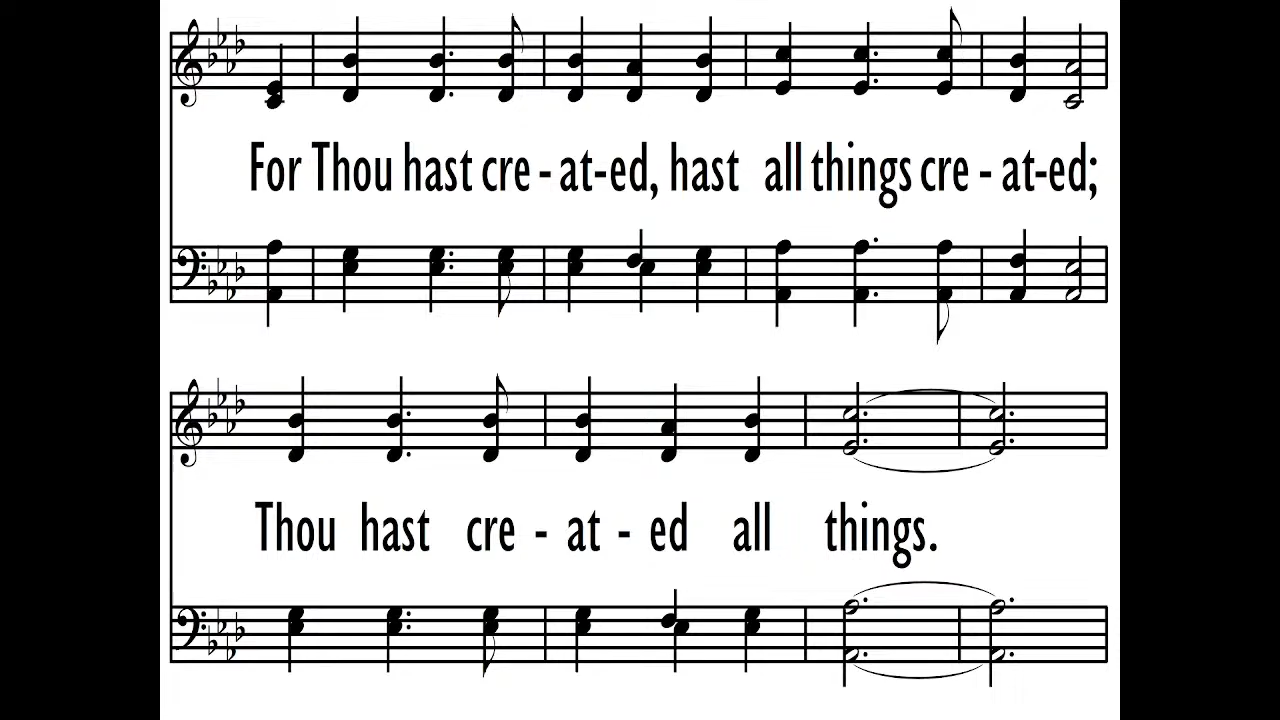 For Thou hast cre - at-ed, hast all things cre - at-ed;
Thou hast cre - at - ed all things.